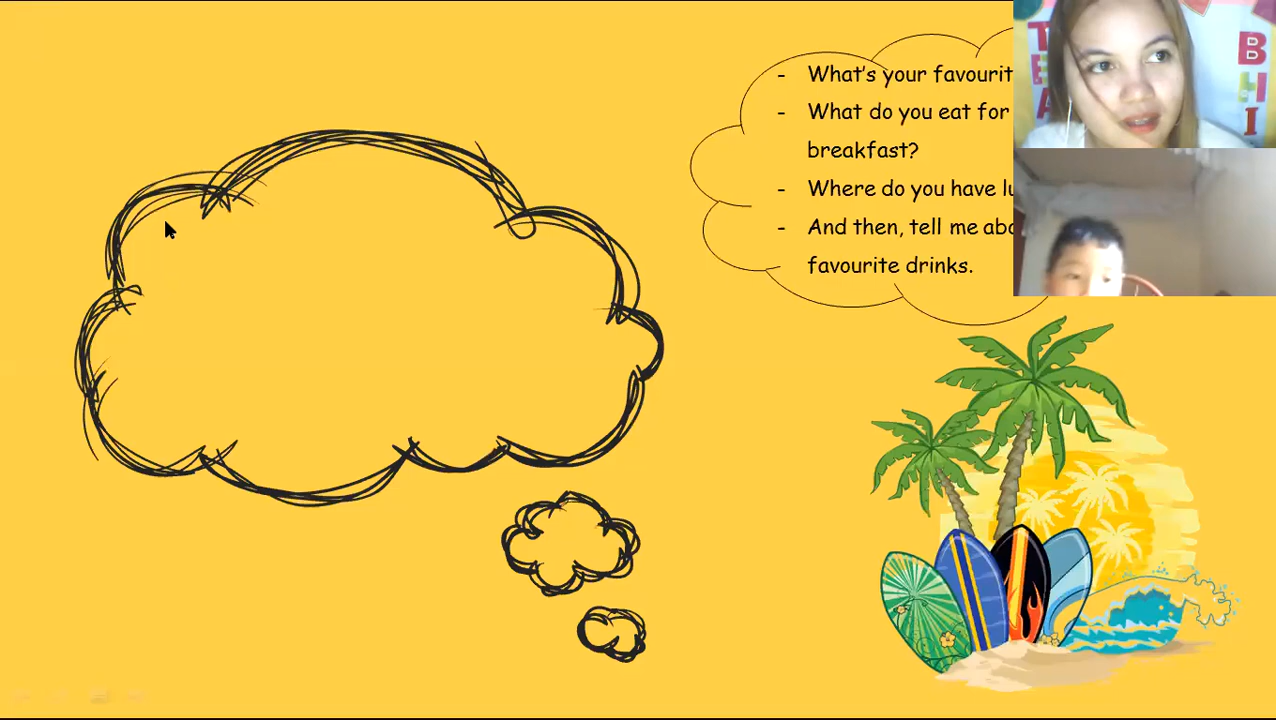 - What's your favourit
- What do you eat for
breakfast?
- Where do you have lu
- And then, tell me abo
favourite drinks.
T
E
A
B
H
I